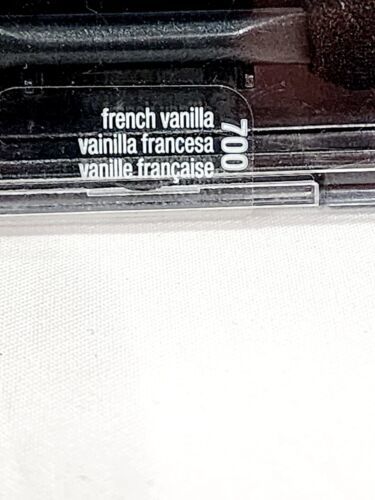 french vanilla
vainilla francesa
vanille française
700